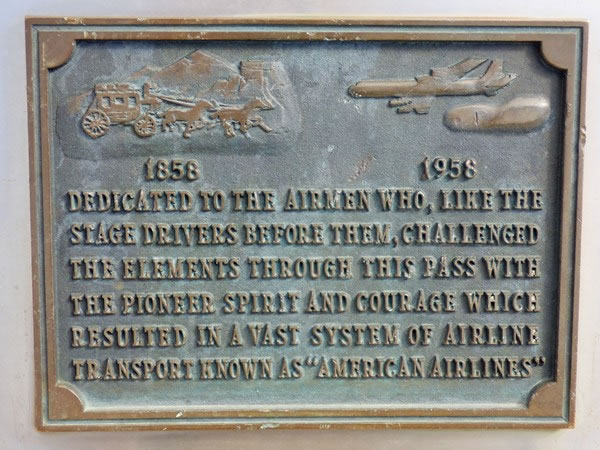 1858 1958
DEDICATED TO THE AIRMEN WHO, LIKE THE
STAGE DRIVERS BEFORE THEM, CHALLENGED
THE ELEMENTS THROUGH THIS PASS WITH
THE PIONEER SPIRIT AND COURAGE WHICH
RESULTED IN A VAST SYSTEM OF AIRLINE
TRANSPORT KNOWN AS "AMERICAN AIRLINES"